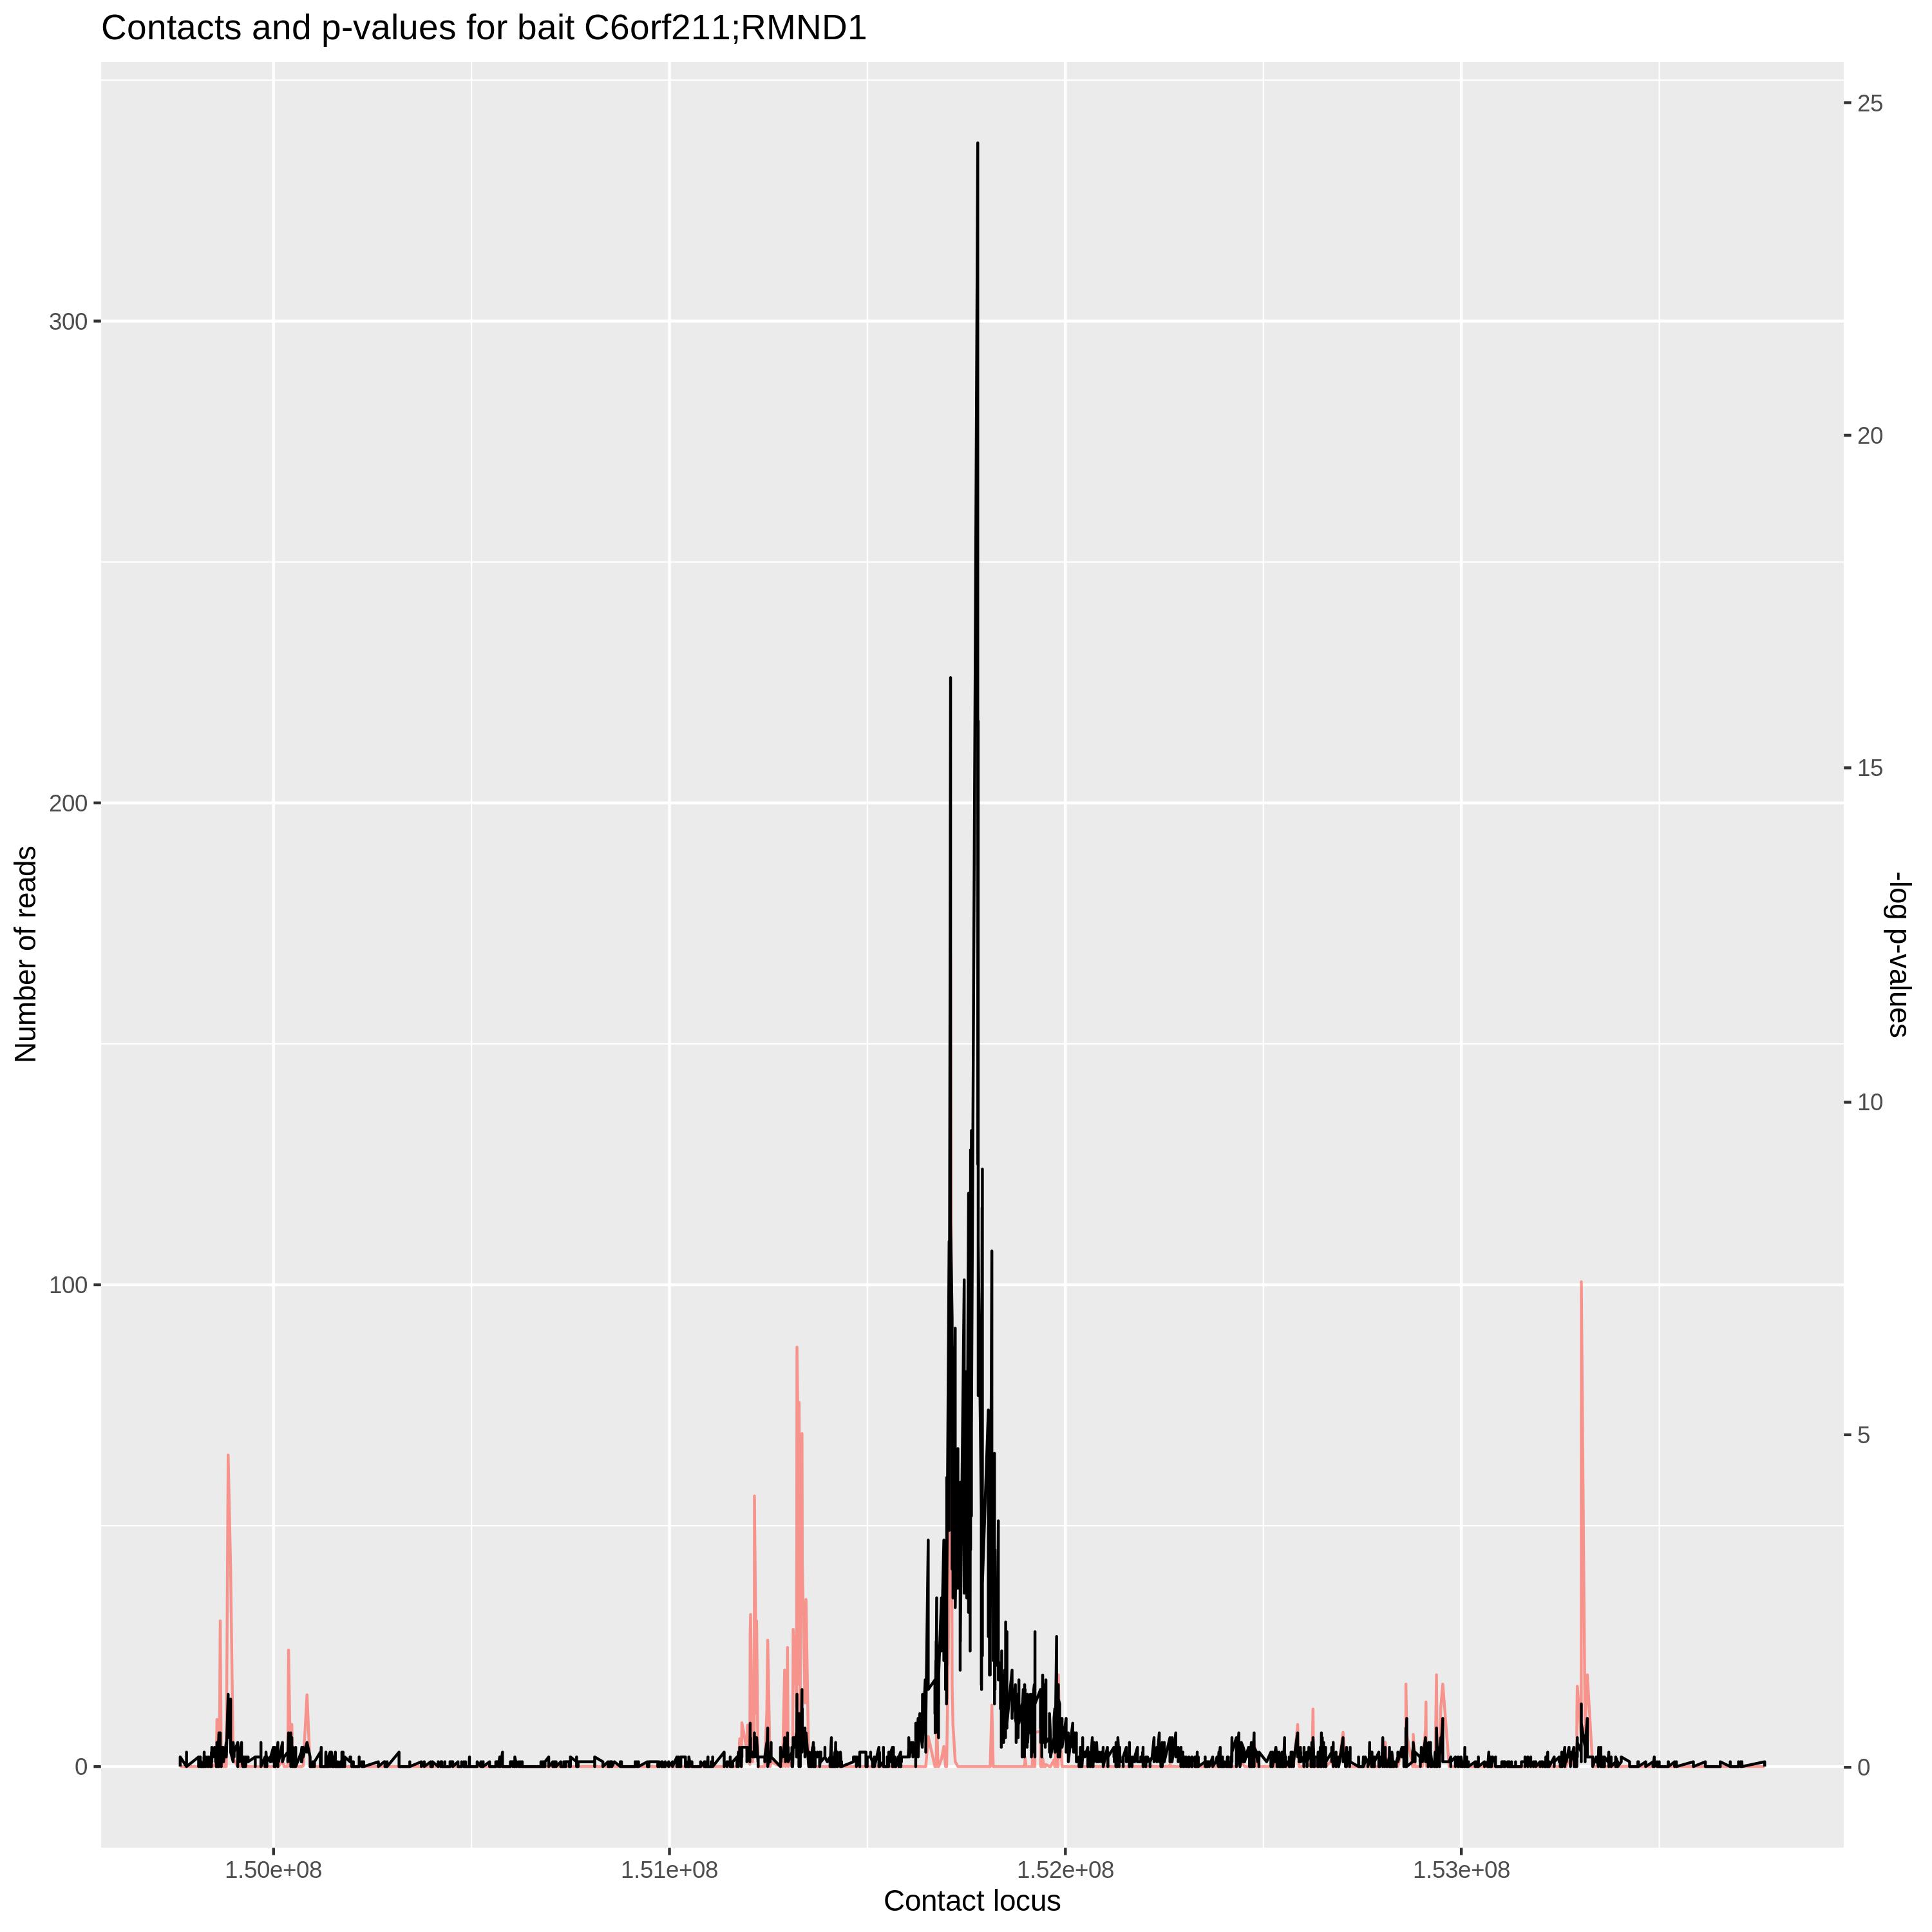 Contacts and p-values for bait C6orf211;RMND1
25
300
20
200
15
Number of reads
-log p-values
10
100
5
0
0
1.50e+08
1.51e+08
1.52e+08
1.53e+08
Contact locus